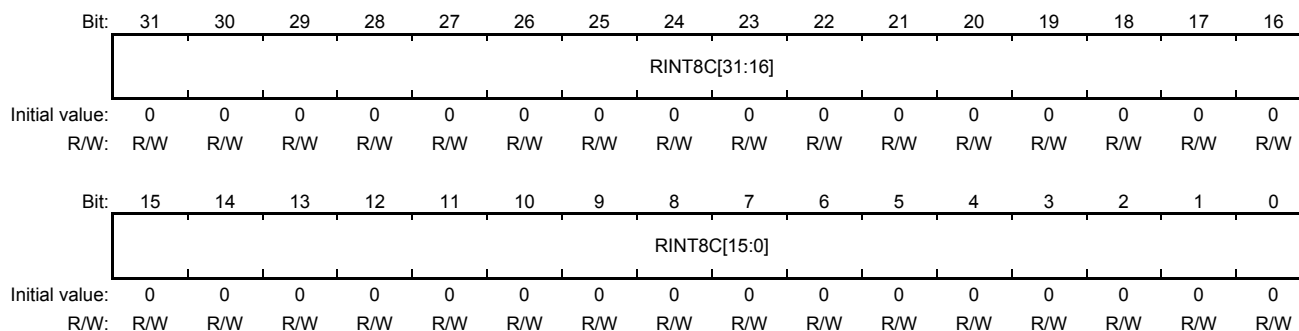 Bit: 31 30 29 28 27 26 25 24 23 22 21 20 19 18 17 16
RINT8C[31:16]
Initial value: 0 0 0 0 0 0 0 0 0 0 0 0 0 0 0 0
R/W: R/W R/W R/W R/W R/W R/W R/W R/W R/W R/W R/W R/W R/W R/W R/W R/W
Bit: 15 14 13 12 11 10 9 8 7 6 5 4 3 2 1 0
RINT8C[15:0]
Initial value: 0 0 0 0 0 0 0 0 0 0 0 0 0 0 0 0
R/W: R/W R/W R/W R/W R/W R/W R/W R/W R/W R/W R/W R/W R/W R/W R/W R/W